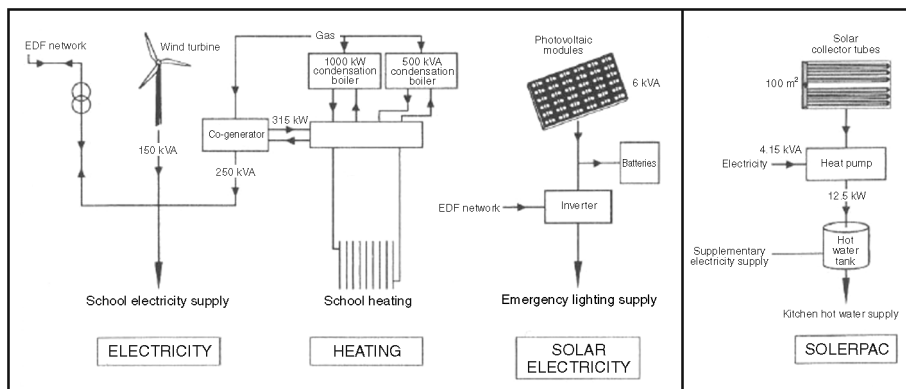 EDF network
Wind turbine
150 kVA
School electricity supply
ELECTRICITY
Gas
1000 kW
condensation
boiler
500 kVA
condensation
boiler
Co-generator
315 kW
250 kVA
School heating
HEATING
Photovoltaic
modules
6 kVA
Batteries
EDF network
Inverter
Emergency lighting supply
SOLAR
ELECTRICITY
Solar
collector tubes
100 m²
4.15 kVA
Electricity
Heat pump
12.5 kW
Supplementary
electricity supply
Hot
water
tank
Kitchen hot water supply
SOLERPAC